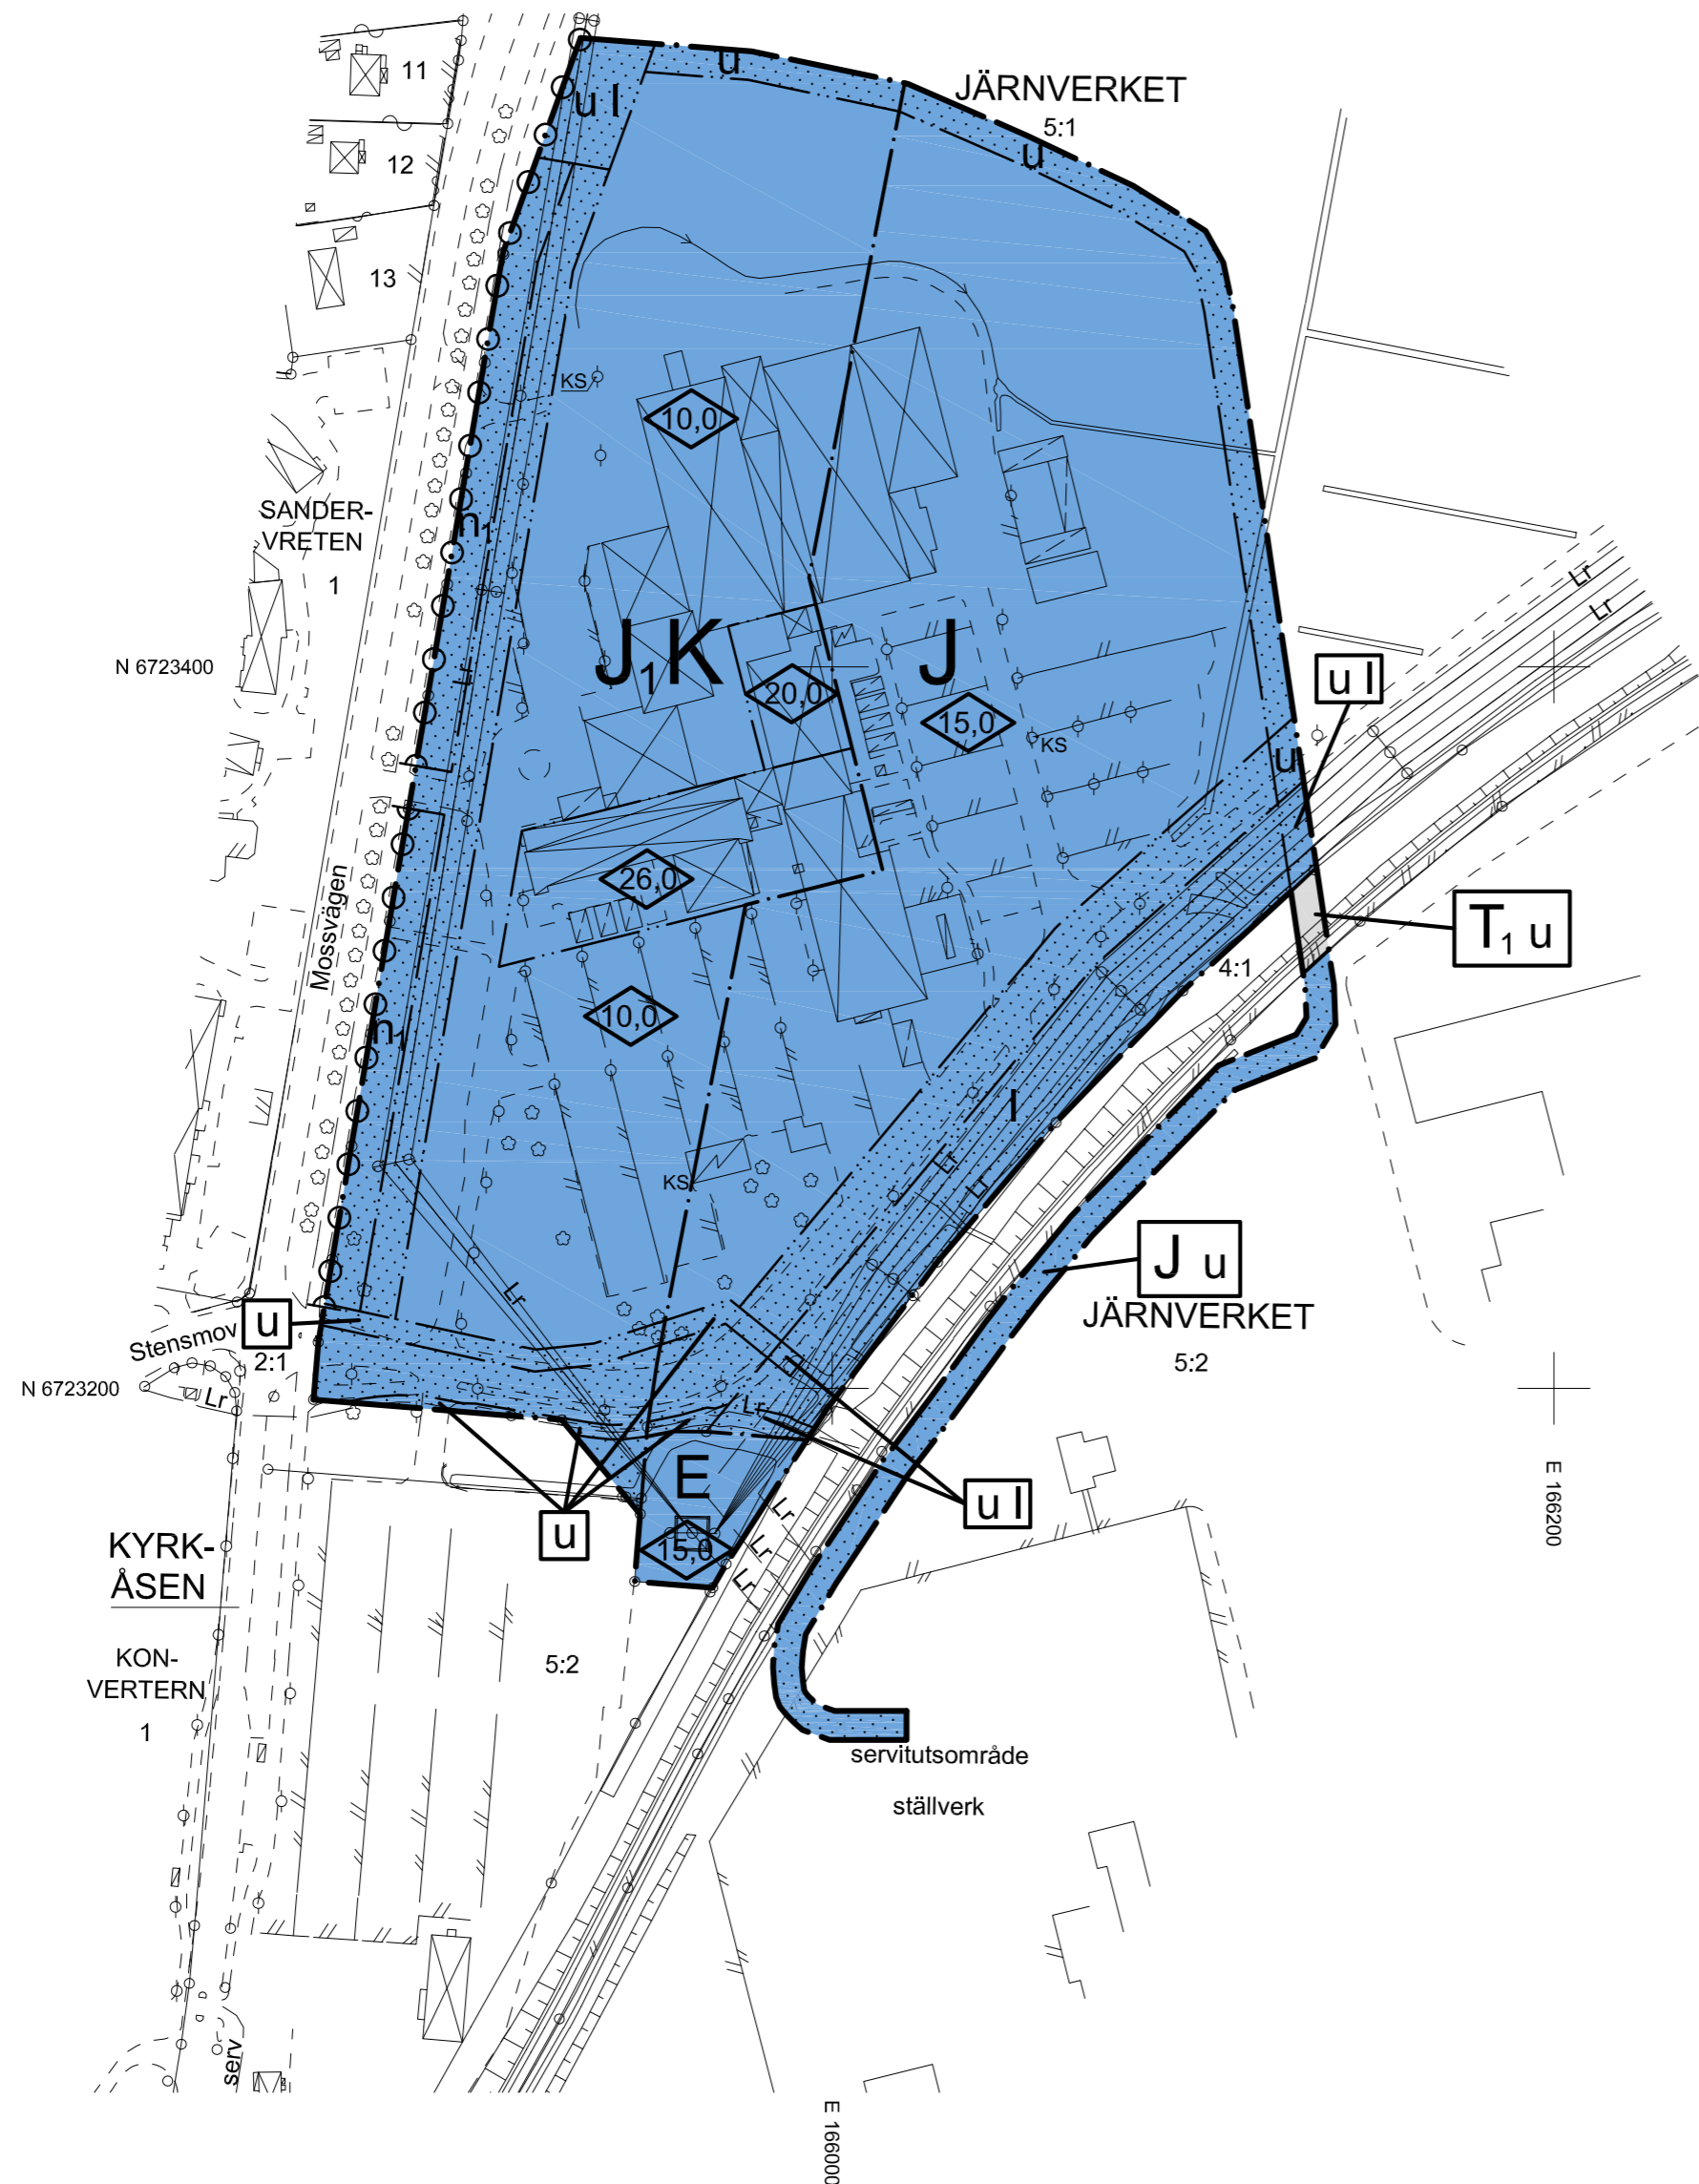 11
u
JÄRNVERKET
5:1
u l
12
u
13
KS
10,0
n1
SANDER-
VRETEN
1
N 6723400
J1K
J
Lr
Lr
Lr
20,0
15,0
KS
u l
u
26,0
T1 u
Mossvägen
4:1
10,0
n1
l
Lr
Lr
KS
J u
JÄRNVERKET
5:2
Lr
u
Stensmov
2:1
N 6723200
Lr
Lr
E
u l
u
15,0
Lr
Lr
Lr
E 166200
KYRK-
ÅSEN
KON-
VERTERN
1
5:2
servitutsområde
ställverk
serv
E 166000